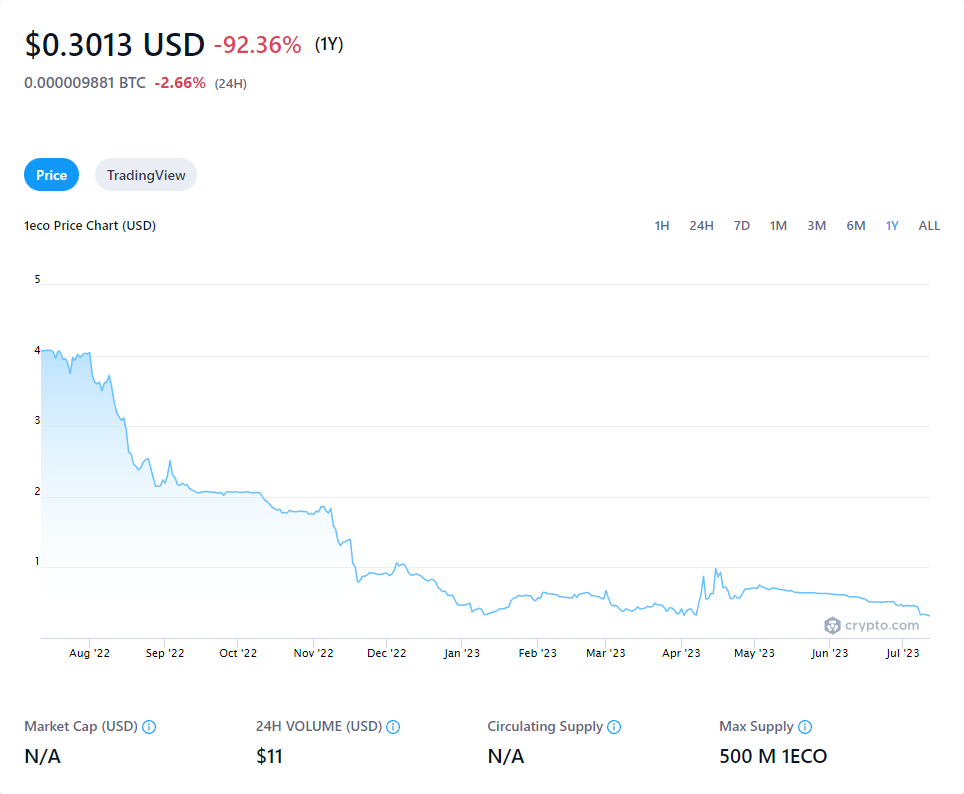 $0.3013 USD -92.36% (1Y)
0.000009881 BTC -2.66% (24H)
Price TradingView
1eco Price Chart (USD) 1H 24H 7D 1M 3M 6M 1Y ALL
5
4
3
2
1
crypto.com
Aug '22 Sep '22 Oct '22 Nov '22 Dec '22 Jan '23 Feb '23 Mar '23 Apr '23 May '23 Jun '23 Jul '23
Market Cap (USD) 24H VOLUME (USD) Circulating Supply Max Supply
N/A $11 N/A 500 M 1ECO